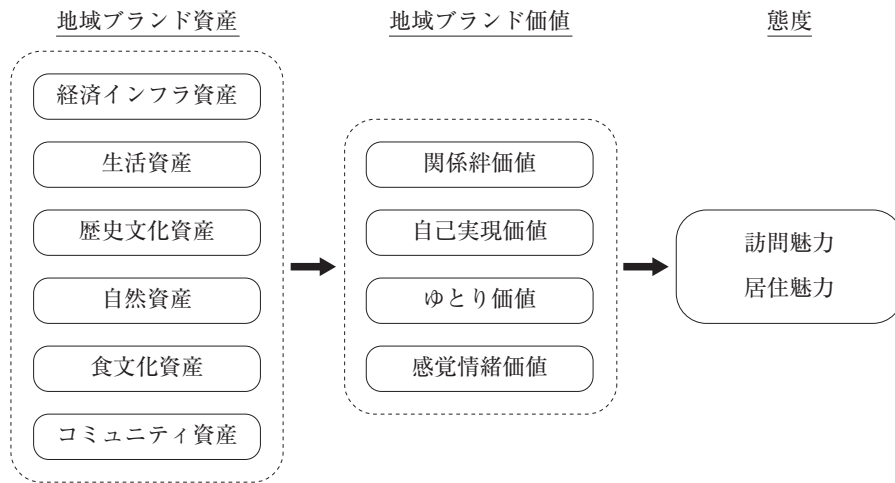 地域ブランド資産
経済インフラ資産
生活資産
歴史文化資産
自然資産
食文化資産
コミュニティ資産
地域ブランド価値
関係絆価値
自己実現価値
ゆとり価値
感覚情緒価値
態度
訪問魅力
居住魅力